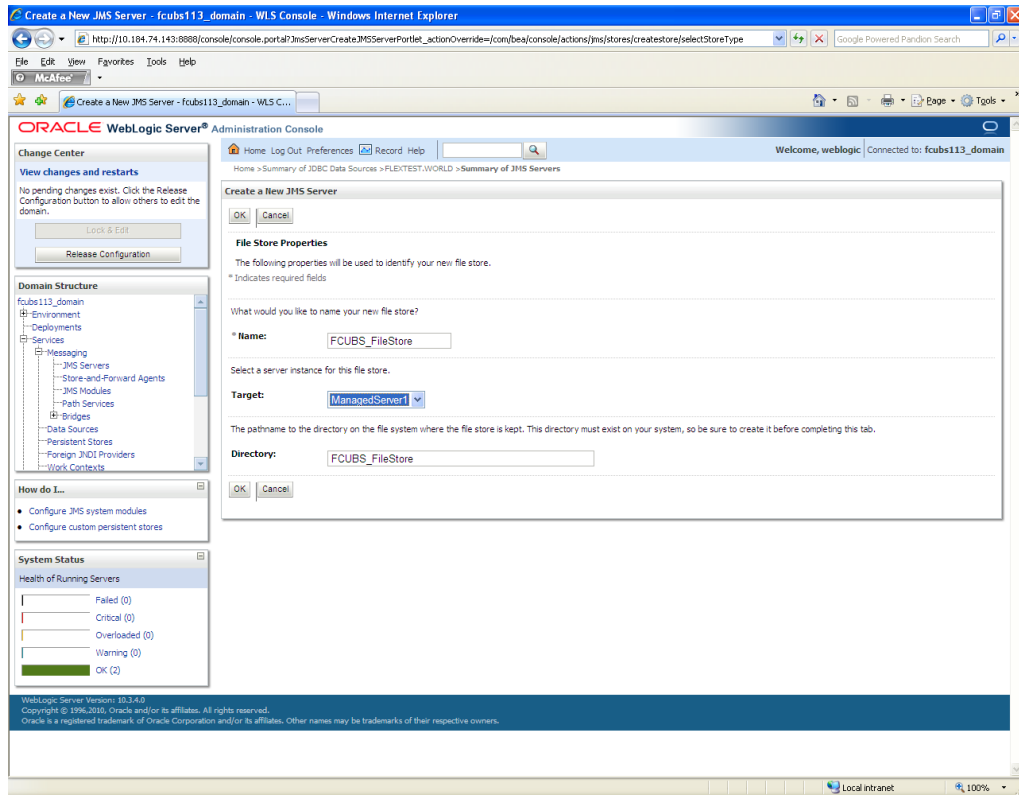 Create a New JMS Server - fcubs113_domain - WLS Console - Windows Internet Explorer
http://10.184.74.143:8888/console/console.portal?JmsServerCreateJMSServerPortlet_actionOverride=/com/bea/console/actions/jms/stores/createstore/selectStoreType
Google Powered Pandion Search
File Edit View Favorites Tools Help
McAfee
Create a New JMS Server - fcubs113_domain - WLS C...
Page Tools
ORACLE WebLogic Server® Administration Console
Change Center
View changes and restarts
No pending changes exist. Click the Release
Configuration button to allow others to edit the
domain.
Lock & Edit
Release Configuration
Domain Structure
fcubs113_domain
Environment
Deployments
Services
Messaging
JMS Servers
Store-and-Forward Agents
JMS Modules
Path Services
Bridges
Data Sources
Persistent Stores
Foreign JNDI Providers
Work Contexts
How do I...
Configure JMS system modules
Configure custom persistent stores
System Status
Health of Running Servers
Failed (0)
Critical (0)
Overloaded (0)
Warning (0)
OK (2)
Home Log Out Preferences Record Help
Welcome, weblogic Connected to: fcubs113_domain
Home >Summary of JDBC Data Sources >FLEXTEST.WORLD >Summary of JMS Servers
Create a New JMS Server
OK Cancel
File Store Properties
The following properties will be used to identify your new file store.
* Indicates required fields
What would you like to name your new file store?
* Name: FCUBS_FileStore
Select a server instance for this file store.
Target: ManagedServer1
The pathname to the directory on the file system where the file store is kept. This directory must exist on your system, so be sure to create it before completing this tab.
Directory: FCUBS_FileStore
OK Cancel
WebLogic Server Version: 10.3.4.0
Copyright © 1996,2010, Oracle and/or its affiliates. All rights reserved.
Oracle is a registered trademark of Oracle Corporation and/or its affiliates. Other names may be trademarks of their respective owners.
Local intranet 100%